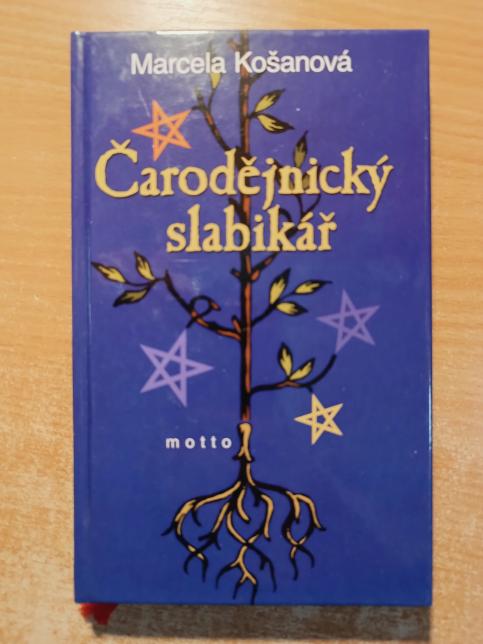 Marcela Košanová
Čarodějnický
slabikář
motto